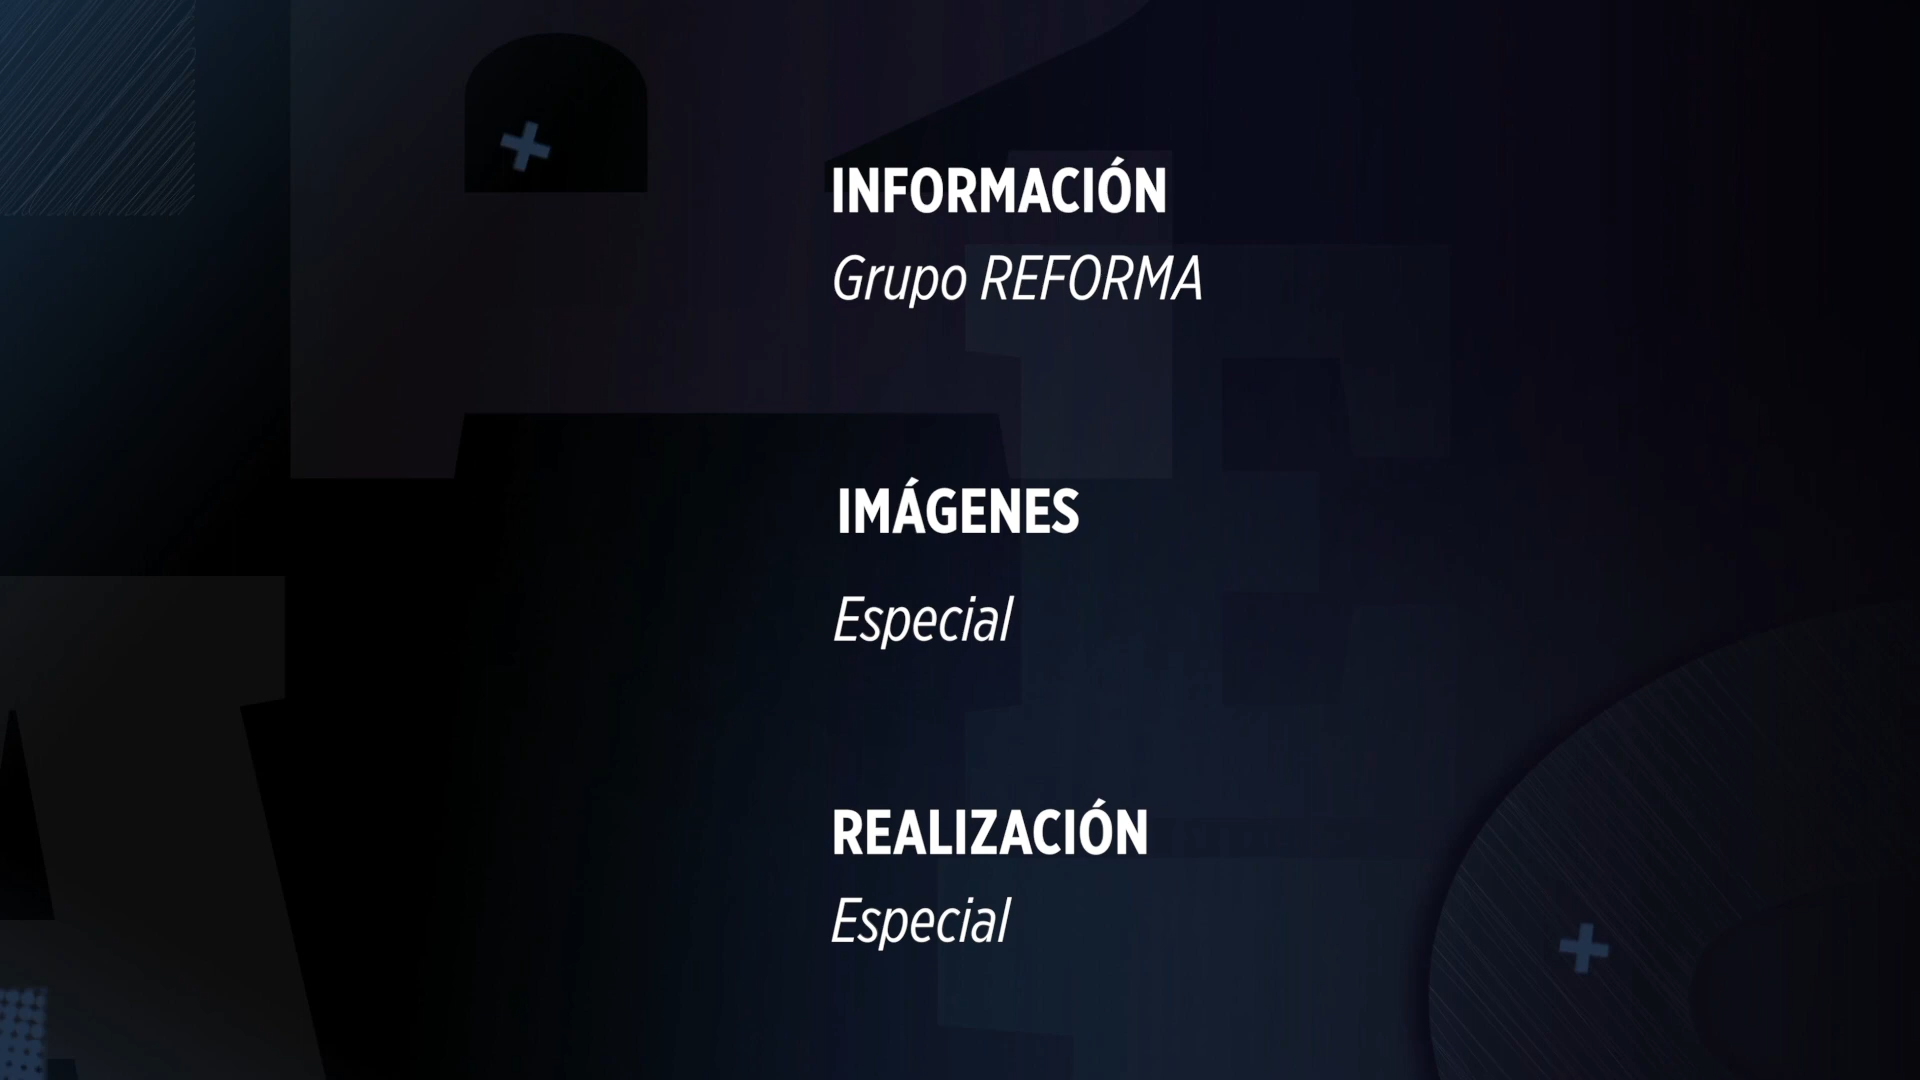 INFORMACIÓN
Grupo REFORMA
IMÁGENES
Especial
REALIZACIÓN
Especial